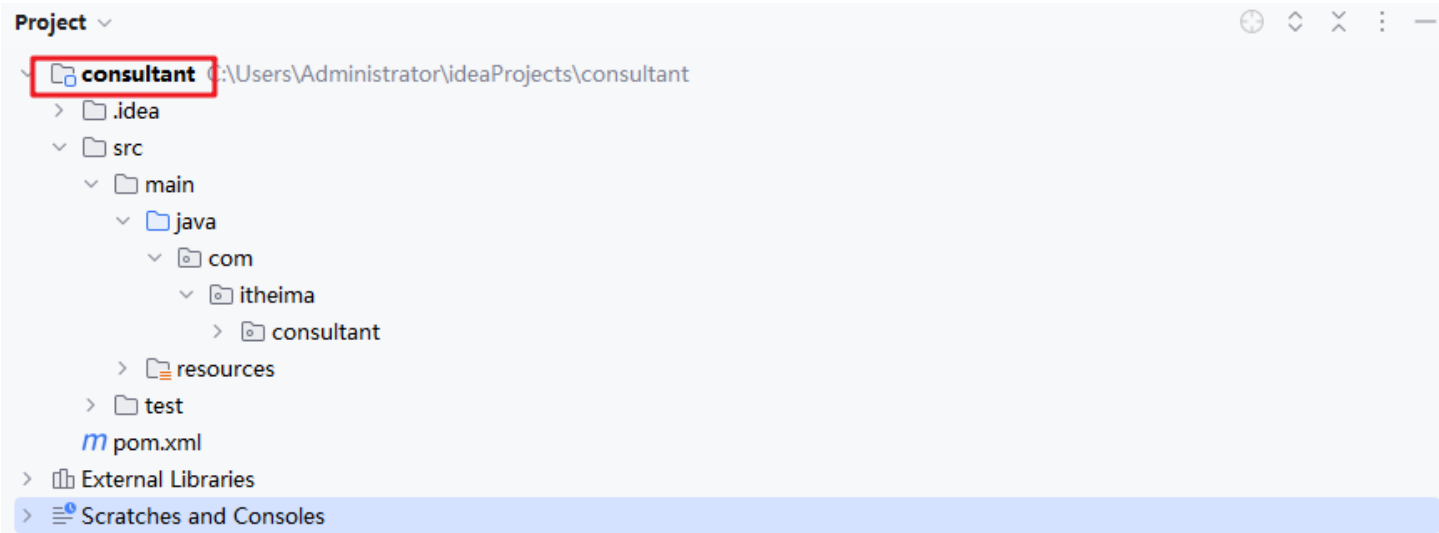 Project
consultant C:\Users\Administrator\ideaProjects\consultant
.idea
src
main
java
com
itheima
consultant
resources
test
pom.xml
External Libraries
Scratches and Consoles